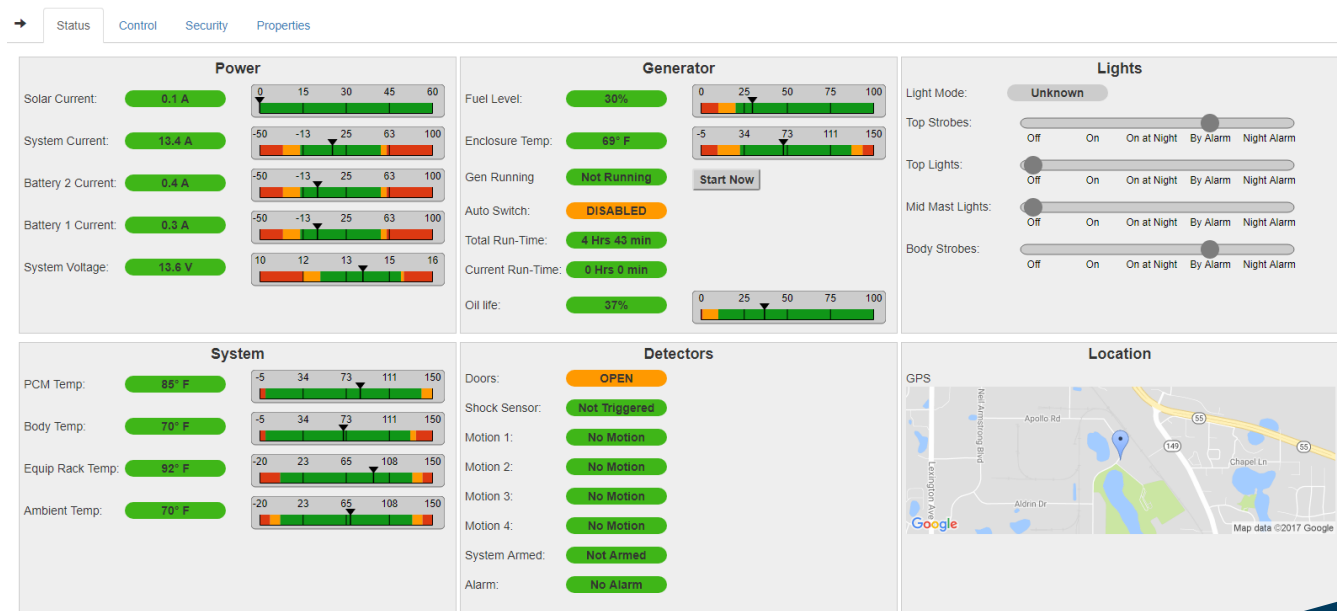 Status Control Security Properties
Power
Solar Current: 0.1 A 0 15 30 45 60
System Current: 13.4 A -50 -13 25 63 100
Battery 2 Current: 0.4 A -50 -13 25 63 100
Battery 1 Current: 0.3 A -50 -13 25 63 100
System Voltage: 13.6 V 10 12 13 15 16
Generator
Fuel Level: 30% 0 25 50 75 100
Enclosure Temp: 69° F -5 34 73 111 150
Gen Running Not Running Start Now
Auto Switch: DISABLED
Total Run-Time: 4 Hrs 43 min
Current Run-Time: 0 Hrs 0 min
Oil life: 37% 0 25 50 75 100
Lights
Light Mode: Unknown
Top Strobes:
Off On On at Night By Alarm Night Alarm
Top Lights:
Off On On at Night By Alarm Night Alarm
Mid Mast Lights:
Off On On at Night By Alarm Night Alarm
Body Strobes:
Off On On at Night By Alarm Night Alarm
System
PCM Temp: 85° F -5 34 73 111 150
Body Temp: 70° F -5 34 73 111 150
Equip Rack Temp: 92° F -20 23 65 108 150
Ambient Temp: 70° F -20 23 65 108 150
Detectors
Doors: OPEN
Shock Sensor: Not Triggered
Motion 1: No Motion
Motion 2: No Motion
Motion 3: No Motion
Motion 4: No Motion
System Armed: Not Armed
Alarm: No Alarm
Location
GPS
Neil Armstrong Blvd
Apollo Rd
55
149
55
Chapel Ln
Lexington Ave
Aldrin Dr
Google
Map data ©2017 Google